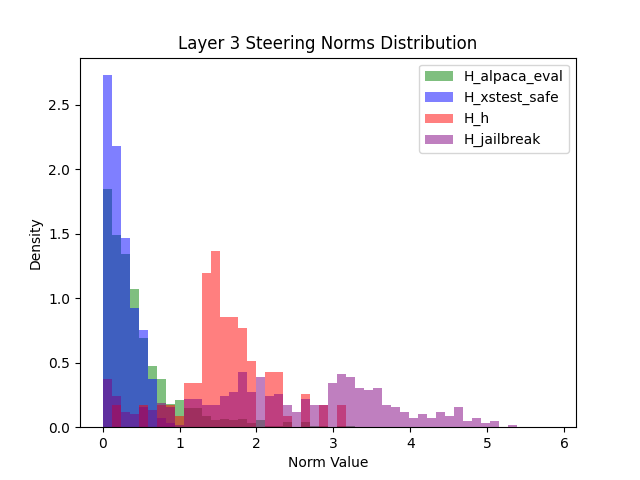 Layer 3 Steering Norms Distribution
H_alpaca_eval
H_xstest_safe
H_h
H_jailbreak
Density
2.5
2.0
1.5
1.0
0.5
0.0
0 1 2 3 4 5 6
Norm Value